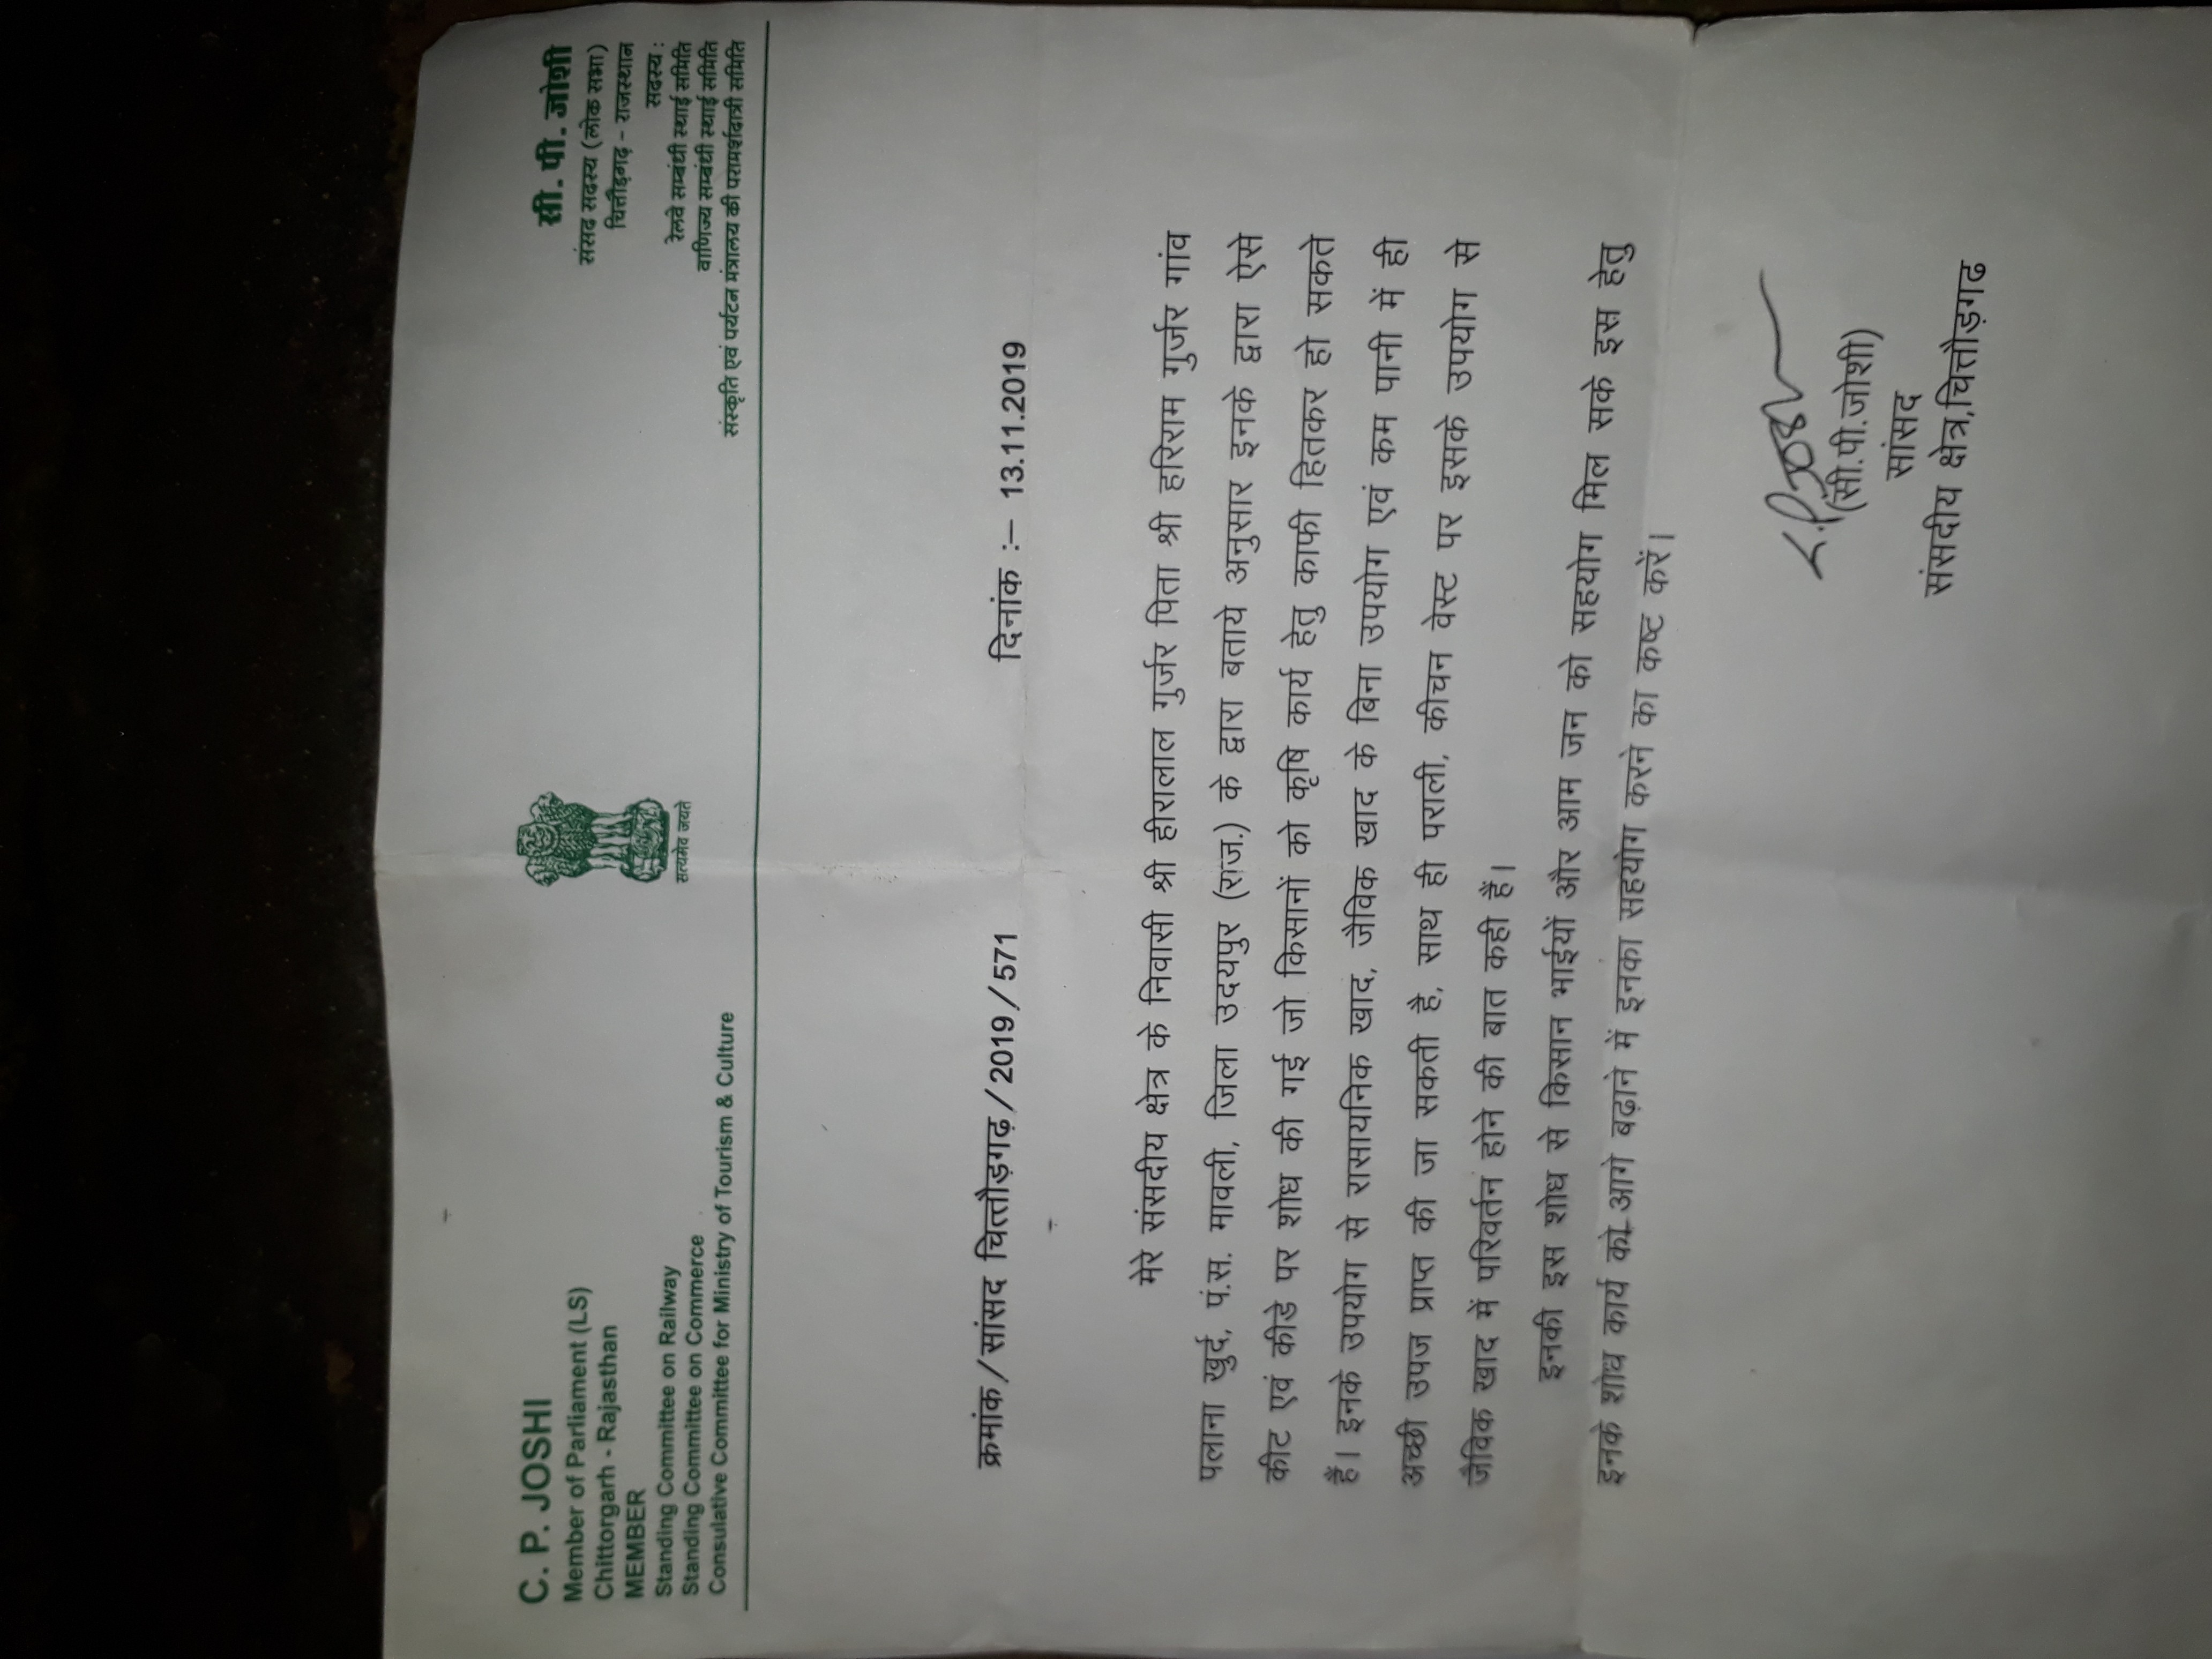 C. P. JOSHI
Member of Parliament (LS)
Chittorgarh - Rajasthan
MEMBER
Standing Committee on Railway
Standing Committee on Commerce
Consulative Committee for Ministry of Tourism & Culture
सत्यमेव जयते
सी. पी. जोशी
संसद सदस्य (लोक सभा)
चित्तौड़गढ़ - राजस्थान
सदस्य :
रेलवे सम्बंधी स्थाई समिति
वाणिज्य सम्बंधी स्थाई समिति
संस्कृति एवं पर्यटन मंत्रालय की परामर्शदात्री समिति
क्रमांक/सांसद चित्तौड़गढ़/2019/571 दिनांक :– 13.11.2019
मेरे संसदीय क्षेत्र के निवासी श्री हीरालाल गुर्जर पिता श्री हरिराम गुर्जर गांव
पलाना खुर्द, पं.स. मावली, जिला उदयपुर (राज.) के द्वारा बताये अनुसार इनके द्वारा ऐसे
कीट एवं कीडे पर शोध की गई जो किसानों को कृषि कार्य हेतु काफी हितकर हो सकते
हैं। इनके उपयोग से रासायनिक खाद, जैविक खाद के बिना उपयोग एवं कम पानी में ही
अच्छी उपज प्राप्त की जा सकती है, साथ ही पराली, कीचन वेस्ट पर इसके उपयोग से
जैविक खाद में परिवर्तन होने की बात कही हैं।
इनकी इस शोध से किसान भाईयों और आम जन को सहयोग मिल सके इस हेतु
इनके शोध कार्य को आगे बढ़ाने में इनका सहयोग करने का कष्ट करें।
(सी.पी.जोशी)
सांसद
संसदीय क्षेत्र,चित्तौड़गढ